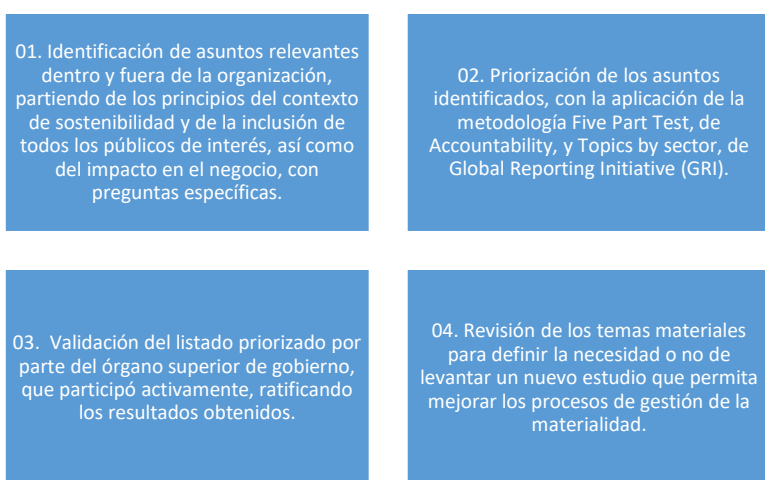 01. Identificación de asuntos relevantes
dentro y fuera de la organización,
partiendo de los principios del contexto
de sostenibilidad y de la inclusión de
todos los públicos de interés, así como
del impacto en el negocio, con
preguntas específicas.
02. Priorización de los asuntos
identificados, con la aplicación de la
metodología Five Part Test, de
Accountability, y Topics by sector, de
Global Reporting Initiative (GRI).
03.  Validación del listado priorizado por
parte del órgano superior de gobierno,
que participó activamente, ratificando
los resultados obtenidos.
04. Revisión de los temas materiales
para definir la necesidad o no de
levantar un nuevo estudio que permita
mejorar los procesos de gestión de la
materialidad.